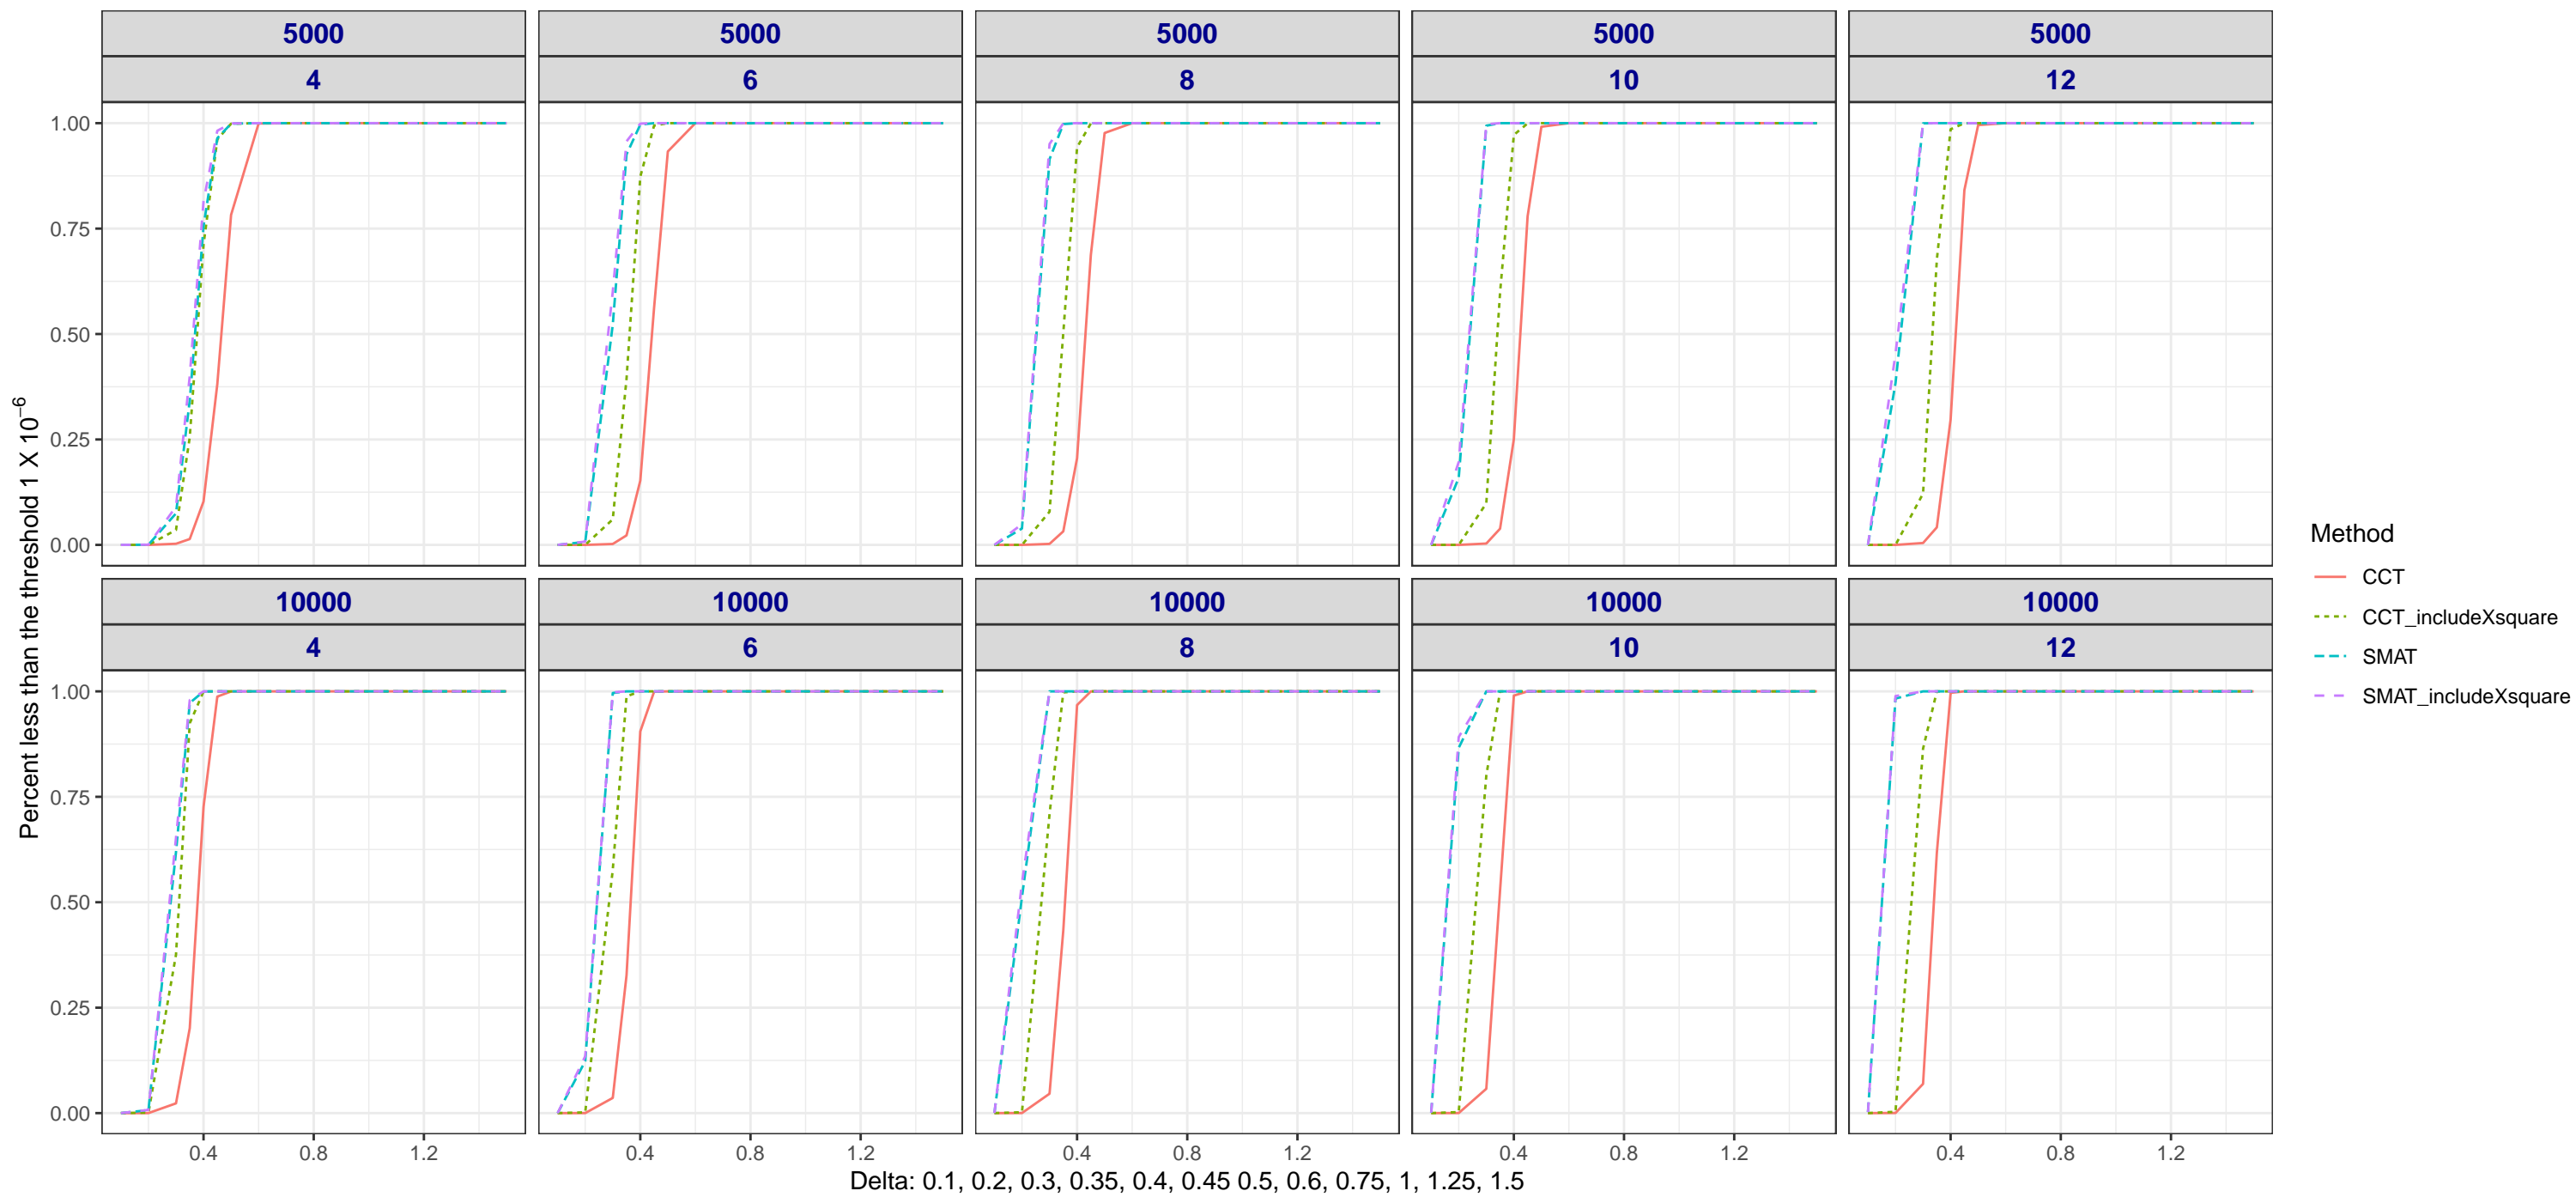 5000 5000 5000 5000 5000
4 6 8 10 12
1.00
0.75
0.50
0.25
0.00
10000 10000 10000 10000 10000
4 6 8 10 12
1.00
0.75
0.50
0.25
0.00
0.4 0.8 1.2 0.4 0.8 1.2 0.4 0.8 1.2 0.4 0.8 1.2 0.4 0.8 1.2
Delta: 0.1, 0.2, 0.3, 0.35, 0.4, 0.45 0.5, 0.6, 0.75, 1, 1.25, 1.5
Percent less than the threshold 1 X 10⁻⁶
Method
CCT
CCT_includeXsquare
SMAT
SMAT_includeXsquare